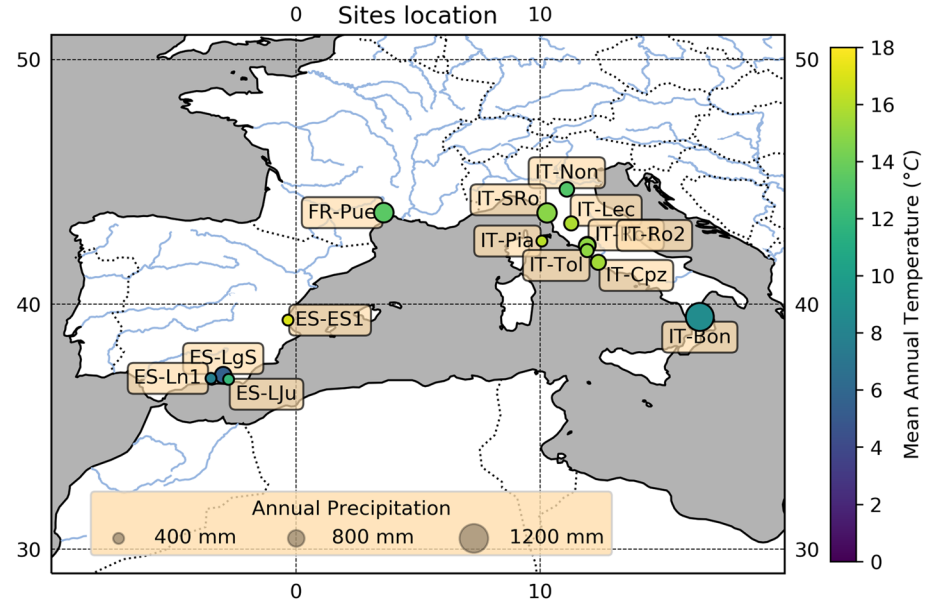 Sites location
0 10
50 50
IT-Non
IT-SRo
IT-Lec
FR-Pue
IT-Ro2
IT-Pia
IT-Tol
IT-Cpz
40 40
ES-ES1
IT-Bon
ES-LgS
ES-Ln1
ES-LJu
Annual Precipitation
400 mm 800 mm 1200 mm
30 30
0 10
18
16
14
12
10
8
6
4
2
0
Mean Annual Temperature (°C)